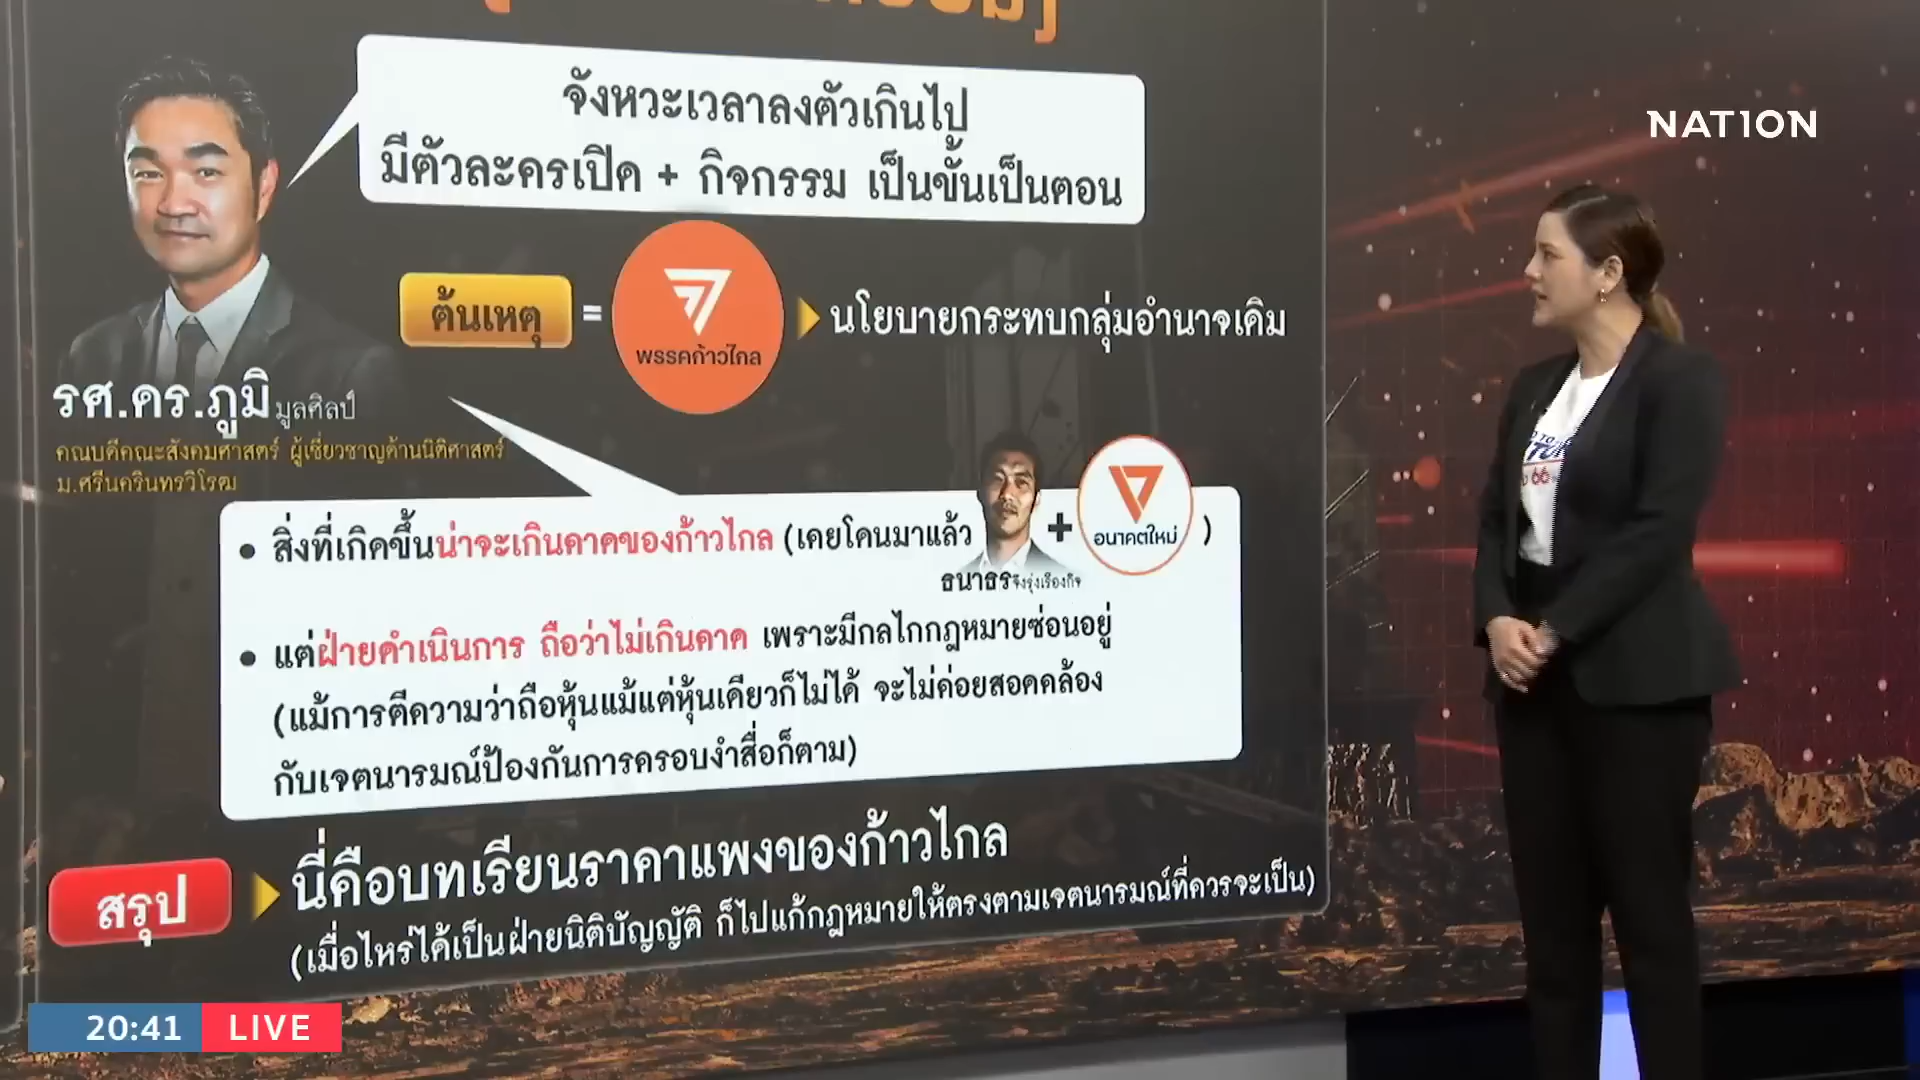 จังหวะเวลาลงตัวเกินไป
มีตัวละครเปิด + กิจกรรม เป็นขั้นเป็นตอน
NATION
ต้นเหตุ = พรรคก้าวไกล นโยบายกระทบกลุ่มอำนาจเดิม
รศ.ดร.ภูมิ มูลศิลป์
คณบดีคณะสังคมศาสตร์ ผู้เชี่ยวชาญด้านนิติศาสตร์
ม.ศรีนครินทรวิโรฒ
• สิ่งที่เกิดขึ้นน่าจะเกินคาดของก้าวไกล (เคยโดนมาแล้ว + อนาคตใหม่ )
ธนาธร จึงรุ่งเรืองกิจ
• แต่ฝ่ายดำเนินการ ถือว่าไม่เกินคาด เพราะมีกลไกกฎหมายซ่อนอยู่
(แม้การตีความว่าถือหุ้นแม้แต่หุ้นเดียวก็ไม่ได้ จะไม่ค่อยสอดคล้อง
กับเจตนารมณ์ป้องกันการครอบงำสื่อก็ตาม)
สรุป นี่คือบทเรียนราคาแพงของก้าวไกล
(เมื่อไหร่ได้เป็นฝ่ายนิติบัญญัติ ก็ไปแก้กฎหมายให้ตรงตามเจตนารมณ์ที่ควรจะเป็น)
20:41 LIVE